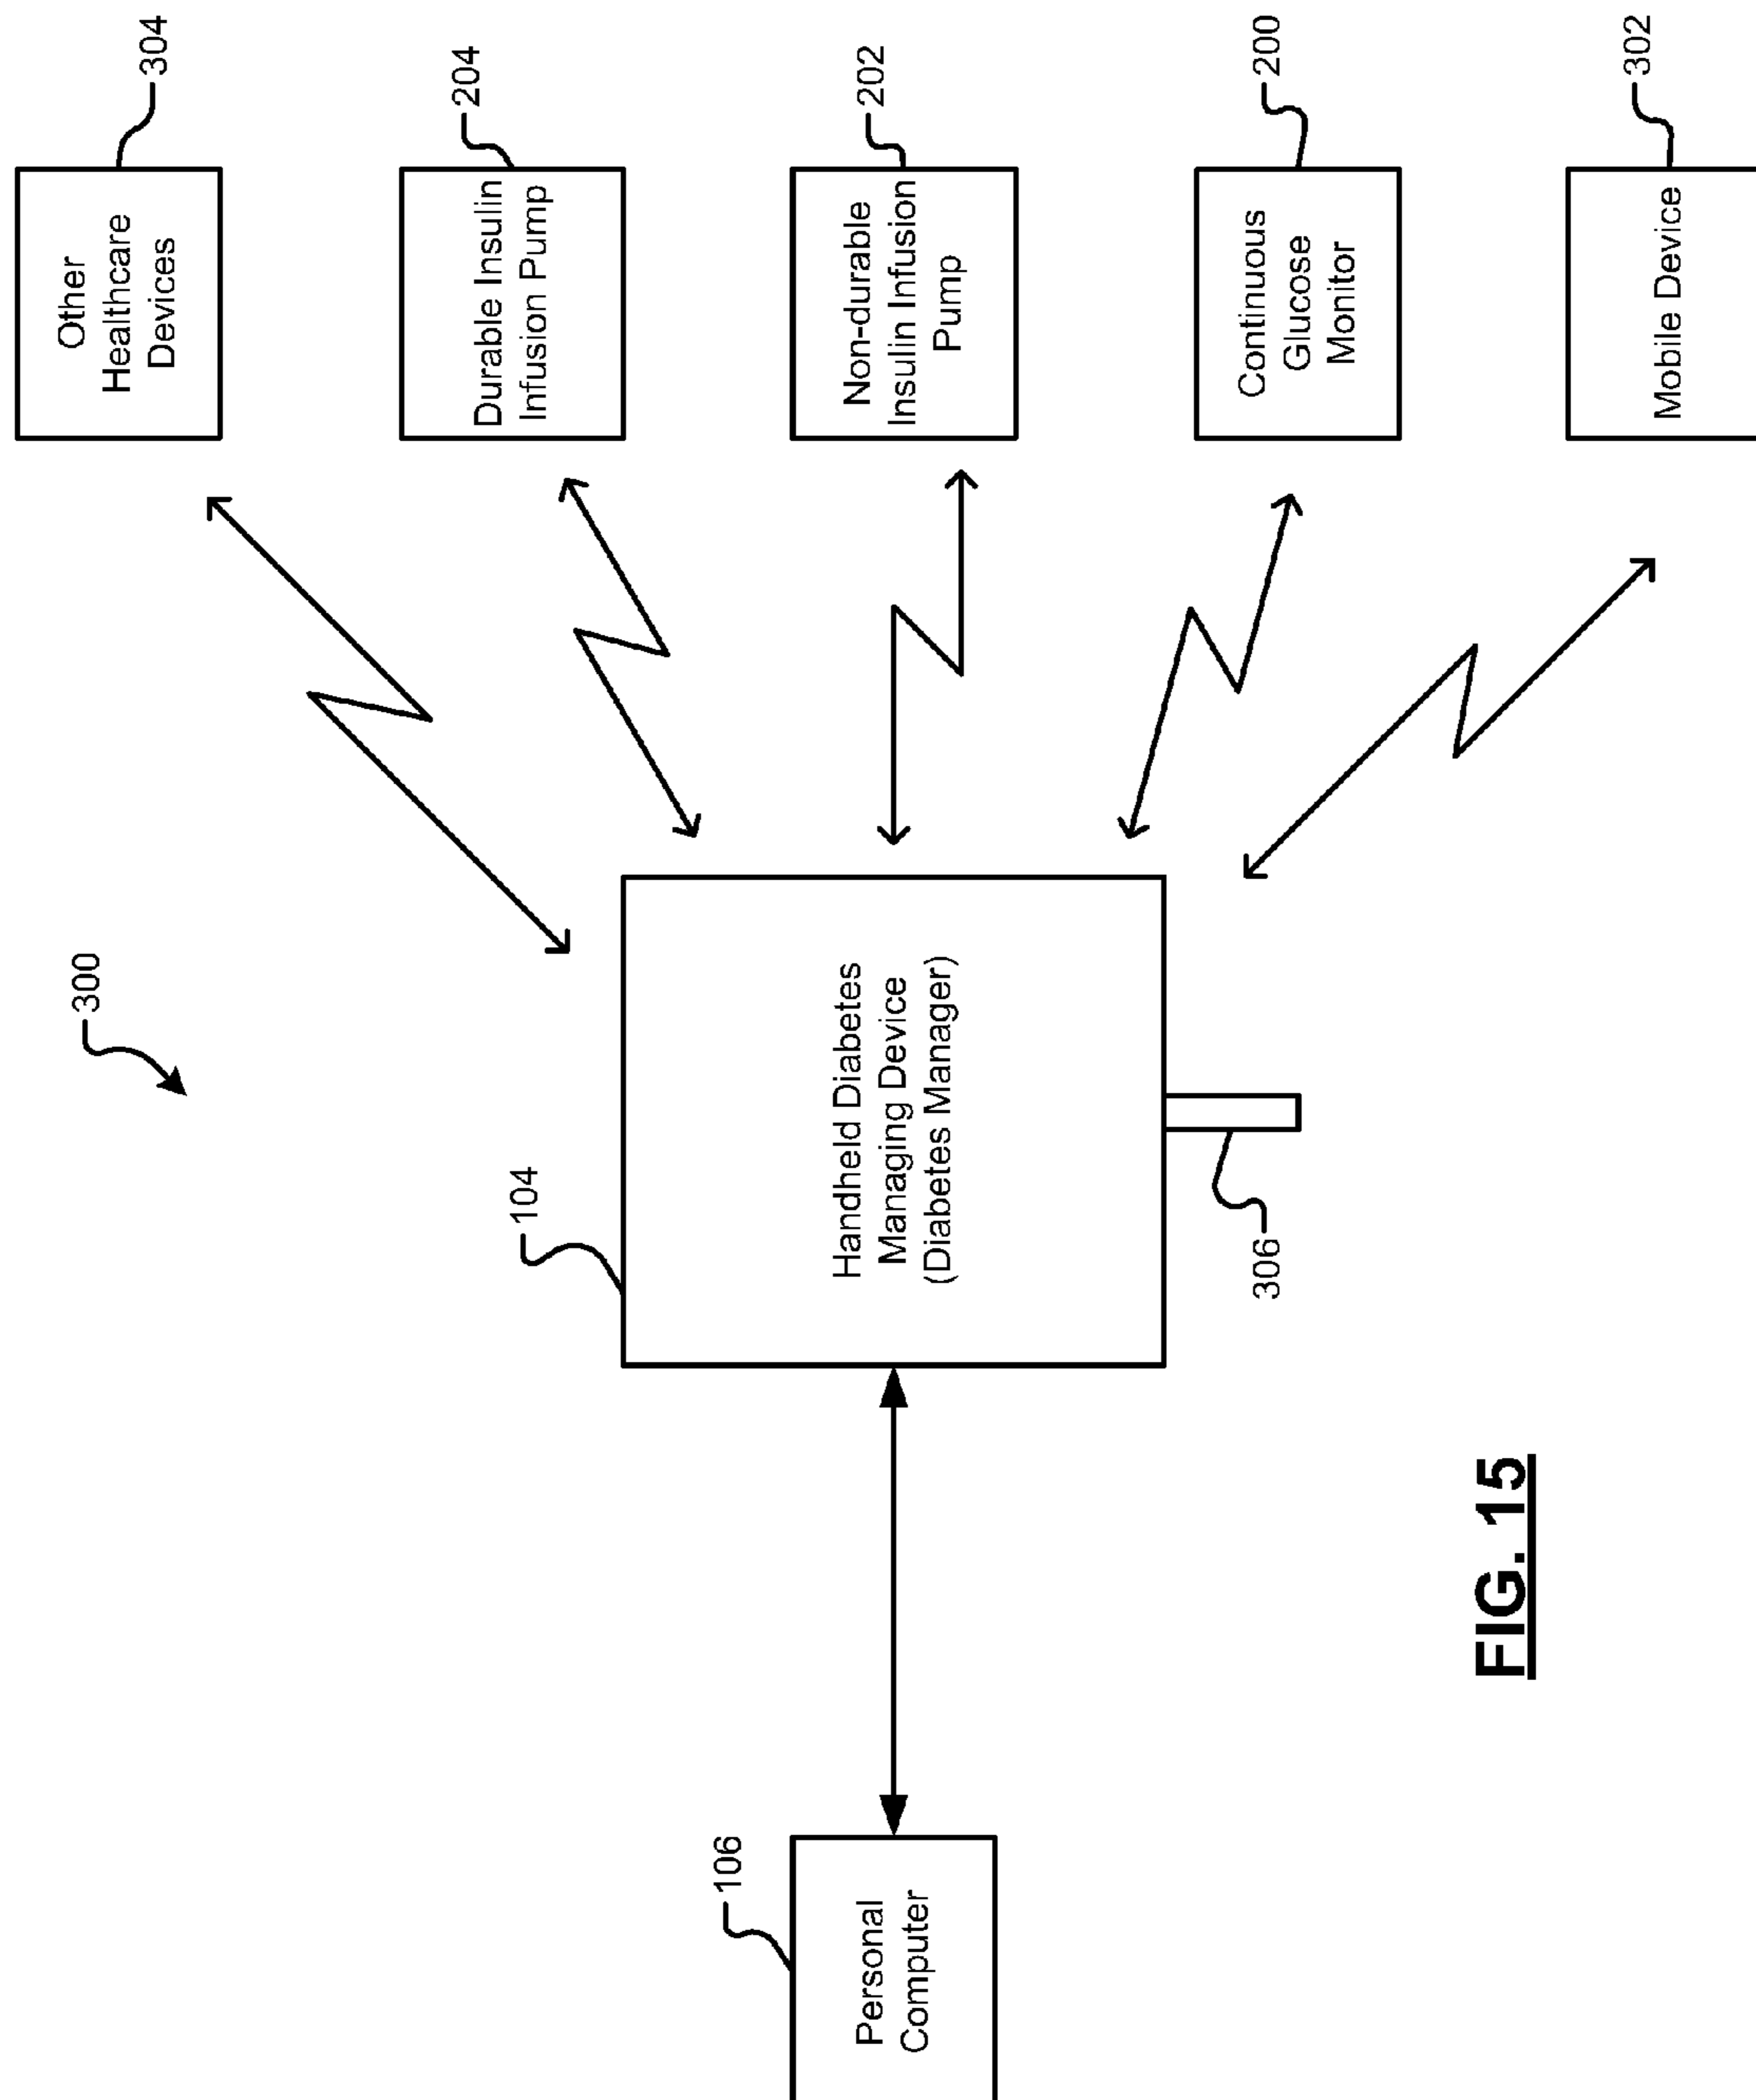 300
106
Personal
Computer
104
Handheld Diabetes
Managing Device
(Diabetes Manager)
306
Other
Healthcare
Devices
304
Durable Insulin
Infusion Pump
204
Non-durable
Insulin Infusion
Pump
202
Continuous
Glucose
Monitor
200
Mobile Device
302
FIG. 15